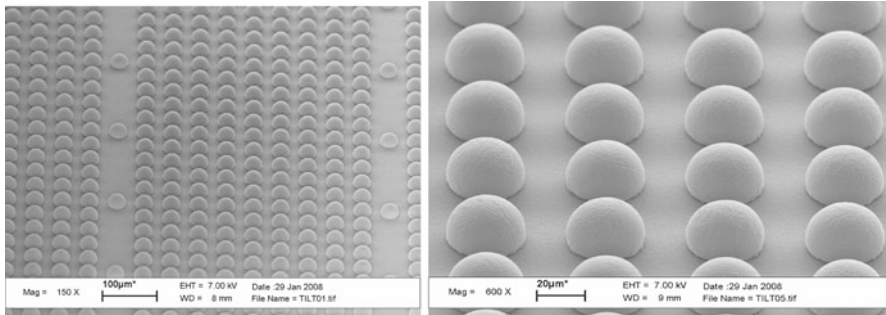 Mag = 150 X 100µm* EHT = 7.00 kV Date :29 Jan 2008
WD = 8 mm File Name = TILT01.tif
Mag = 600 X 20µm* EHT = 7.00 kV Date :29 Jan 2008
WD = 9 mm File Name = TILT05.tif